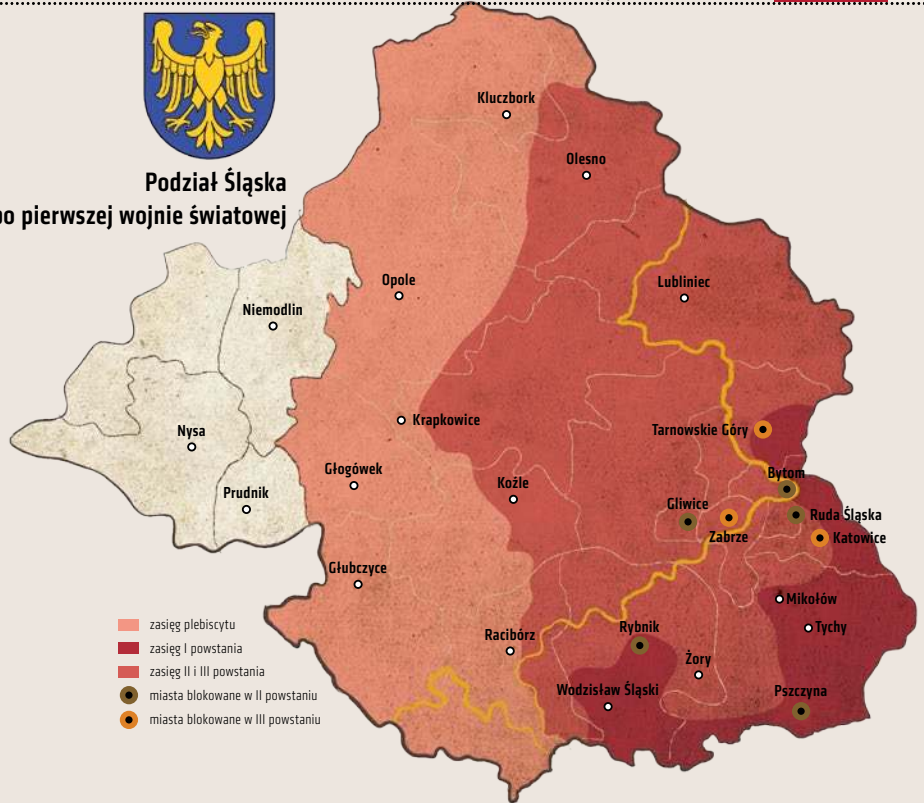 Podział Śląska
po pierwszej wojnie światowej
Kluczbork
Olesno
Opole
Lubliniec
Niemodlin
Krapkowice
Tarnowskie Góry
Nysa
Głogówek
Koźle
Bytom
Prudnik
Gliwice
Ruda Śląska
Zabrze
Katowice
Głubczyce
Mikołów
Tychy
Racibórz
Rybnik
Żory
Wodzisław Śląski
Pszczyna
zasięg plebiscytu
zasięg I powstania
zasięg II i III powstania
miasta blokowane w II powstaniu
miasta blokowane w III powstaniu